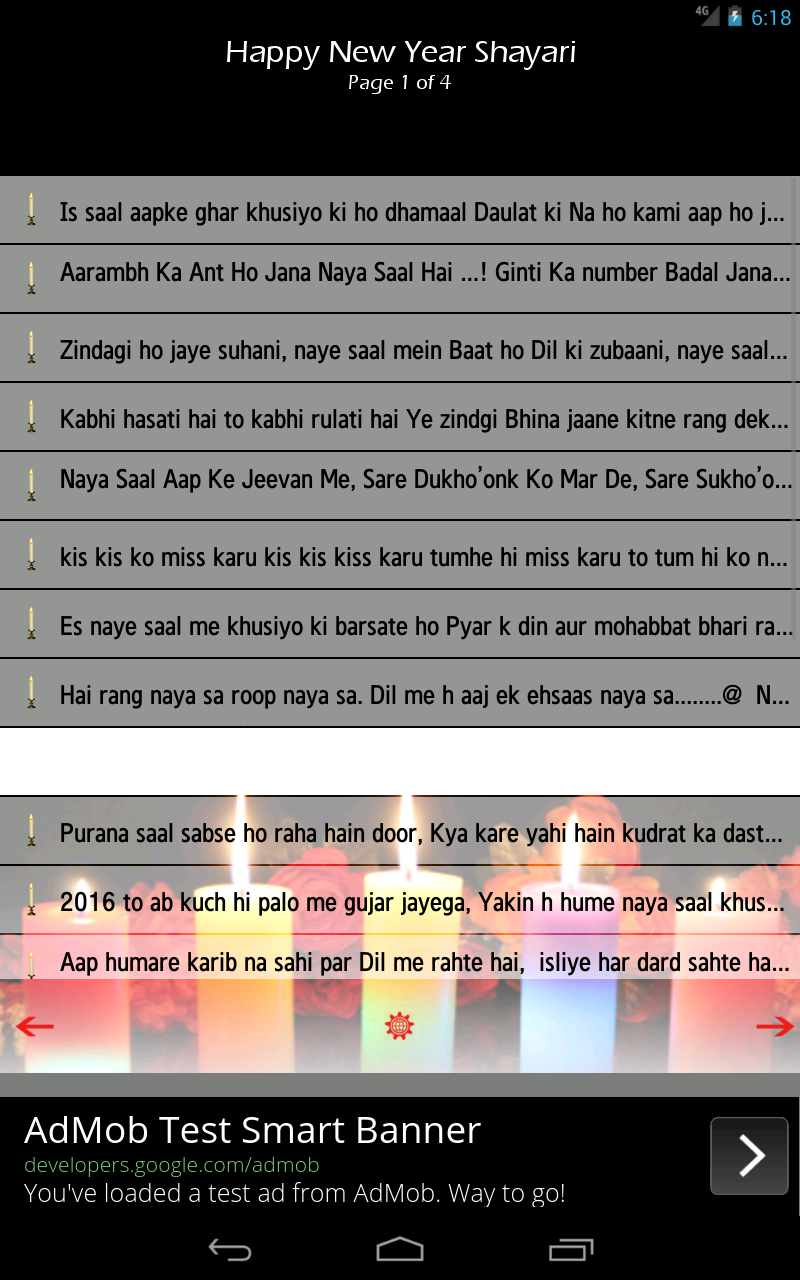 4G 6:18
Happy New Year Shayari
Page 1 of 4
Is saal aapke ghar khusiyo ki ho dhamaal Daulat ki Na ho kami aap ho j...
Aarambh Ka Ant Ho Jana Naya Saal Hai ...! Ginti Ka number Badal Jana...
Zindagi ho jaye suhani, naye saal mein Baat ho Dil ki zubaani, naye saal...
Kabhi hasati hai to kabhi rulati hai Ye zindgi Bhina jaane kitne rang dek...
Naya Saal Aap Ke Jeevan Me, Sare Dukho’onk Ko Mar De, Sare Sukho’o...
kis kis ko miss karu kis kis kiss karu tumhe hi miss karu to tum hi ko n...
Es naye saal me khusiyo ki barsate ho Pyar k din aur mohabbat bhari ra...
Hai rang naya sa roop naya sa. Dil me h aaj ek ehsaas naya sa........@  N...
Purana saal sabse ho raha hain door, Kya kare yahi hain kudrat ka dast...
2016 to ab kuch hi palo me gujar jayega, Yakin h hume naya saal khus...
Aap humare karib na sahi par Dil me rahte hai,  isliye har dard sahte ha...
AdMob Test Smart Banner
developers.google.com/admob
You've loaded a test ad from AdMob. Way to go!